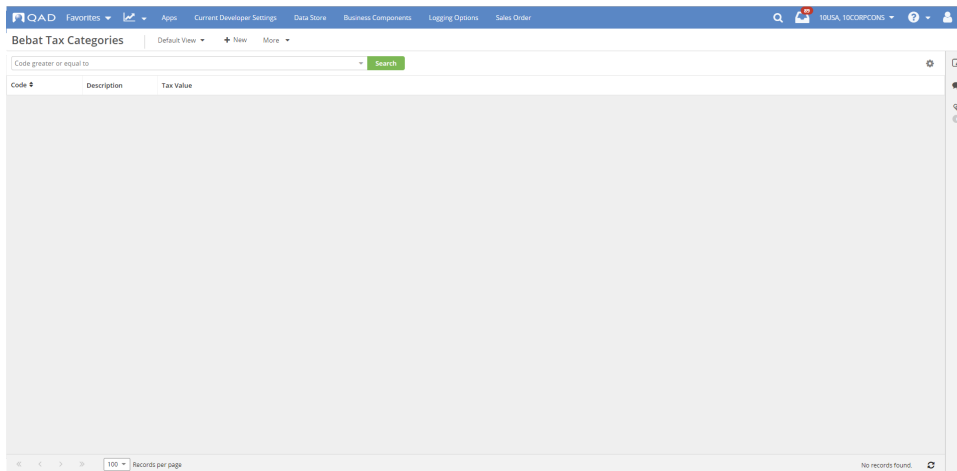 QAD Favorites Apps Current Developer Settings Data Store Business Components Logging Options Sales Order 89 10USA, 10CORPCONS ?
Bebat Tax Categories Default View + New More
Code greater or equal to Search
Code Description Tax Value
« < > » 100 Records per page No records found.